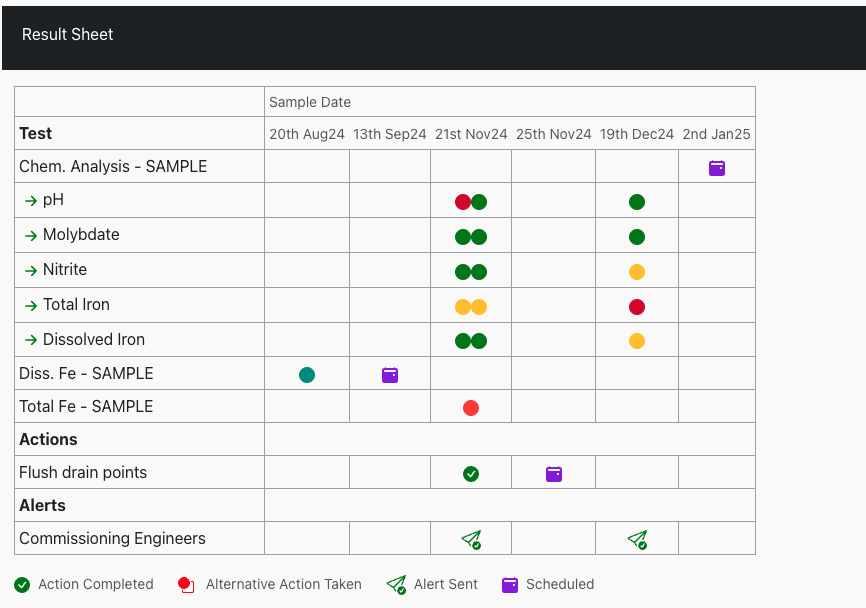 Result Sheet
Sample Date
Test 20th Aug24 13th Sep24 21st Nov24 25th Nov24 19th Dec24 2nd Jan25
Chem. Analysis - SAMPLE
pH
Molybdate
Nitrite
Total Iron
Dissolved Iron
Diss. Fe - SAMPLE
Total Fe - SAMPLE
Actions
Flush drain points
Alerts
Commissioning Engineers
Action Completed Alternative Action Taken Alert Sent Scheduled